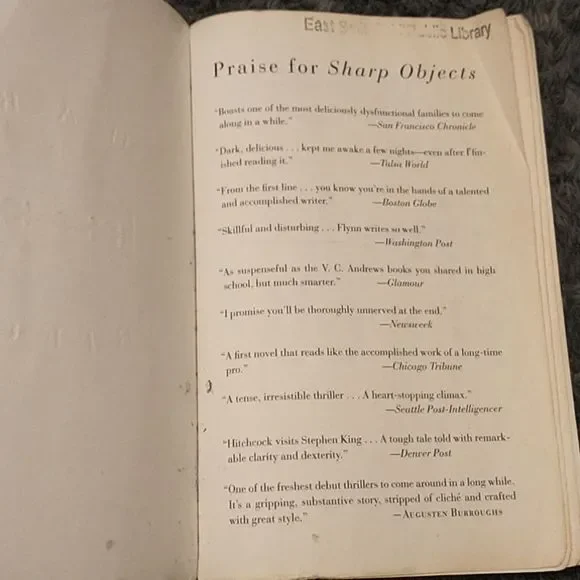 East Library
Praise for Sharp Objects
“Boasts one of the most deliciously dysfunctional families to come
along in a while.” —San Francisco Chronicle
“Dark, delicious . . . kept me awake a few nights—even after I’d fin-
ished reading it.” —Tulsa World
“From the first line . . . you know you’re in the hands of a talented
and accomplished writer.” —Boston Globe
“Skillful and disturbing . . . Flynn writes so well.”
—Washington Post
“As suspenseful as the V. C. Andrews books you shared in high
school, but much smarter.” —Glamour
“I promise you’ll be thoroughly unnerved at the end.”
—Newsweek
“A first novel that reads like the accomplished work of a long-time
pro.” —Chicago Tribune
“A tense, irresistible thriller . . . A heart-stopping climax.”
—Seattle Post-Intelligencer
“Hitchcock visits Stephen King . . . A tough tale told with remark-
able clarity and dexterity.” —Denver Post
“One of the freshest debut thrillers to come around in a long while.
It’s a gripping, substantive story, stripped of cliché and crafted
with great style.” —Augusten Burroughs